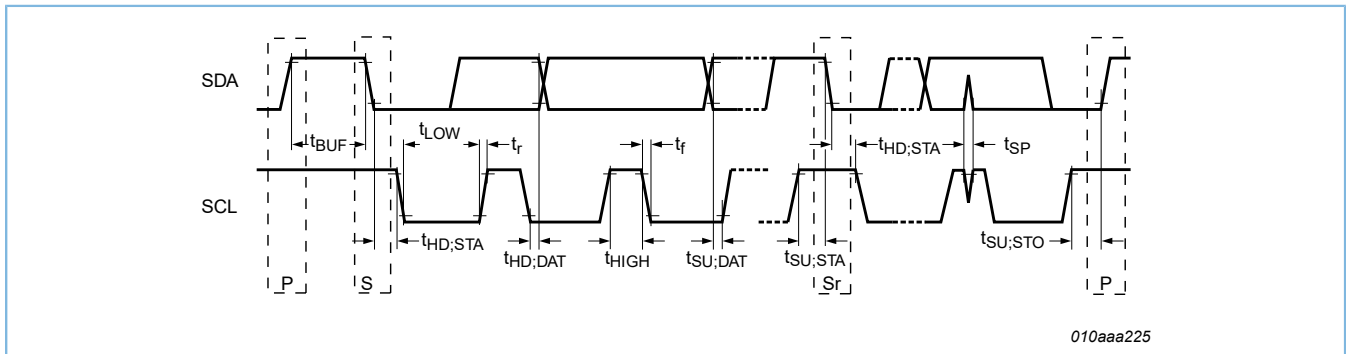 SDA
tBUF
tLOW
tr
tf
tHD;STA
tSP
SCL
tHD;STA
tHD;DAT
tHIGH
tSU;DAT
tSU;STA
tSU;STO
P
S
Sr
P
010aaa225